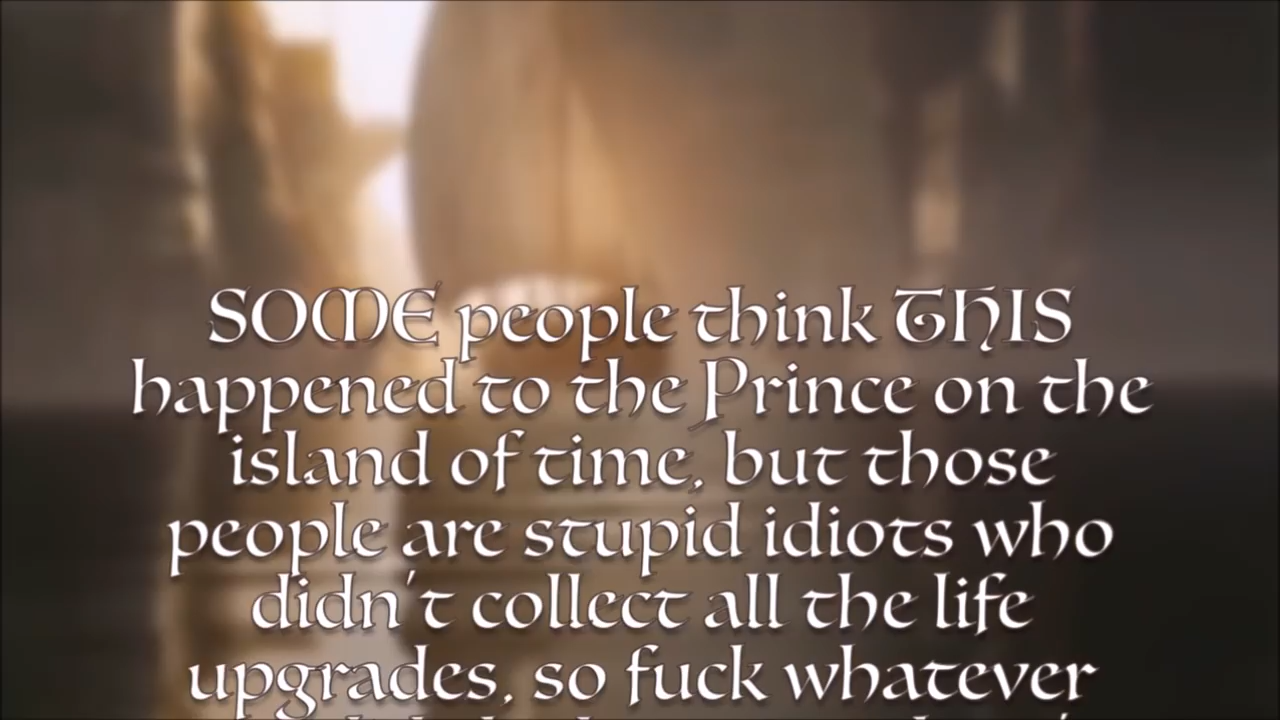 SOME people think THIS
happened to the Prince on the
island of time, but those
people are stupid idiots who
didn't collect all the life
upgrades, so fuck whatever